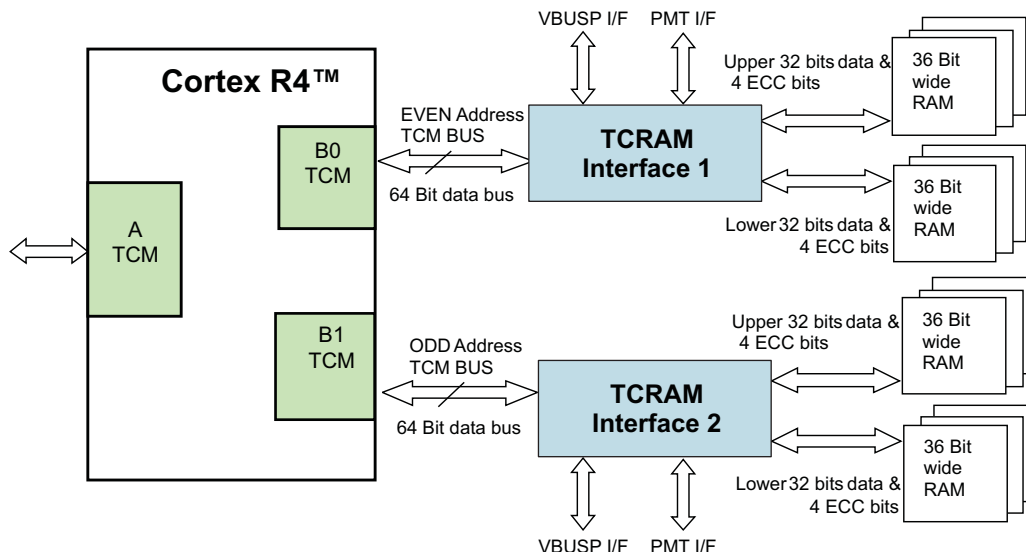 VBUSP I/F
PMT I/F
Cortex R4™
Upper 32 bits data &
4 ECC bits
36 Bit
wide
RAM
EVEN Address
TCM BUS
TCRAM
Interface 1
B0
TCM
64 Bit data bus
36 Bit
wide
RAM
Lower 32 bits data &
4 ECC bits
A
TCM
B1
TCM
ODD Address
TCM BUS
Upper 32 bits data &
4 ECC bits
36 Bit
wide
RAM
TCRAM
Interface 2
64 Bit data bus
36 Bit
wide
RAM
Lower 32 bits data &
4 ECC bits
VBUSP I/F
PMT I/F